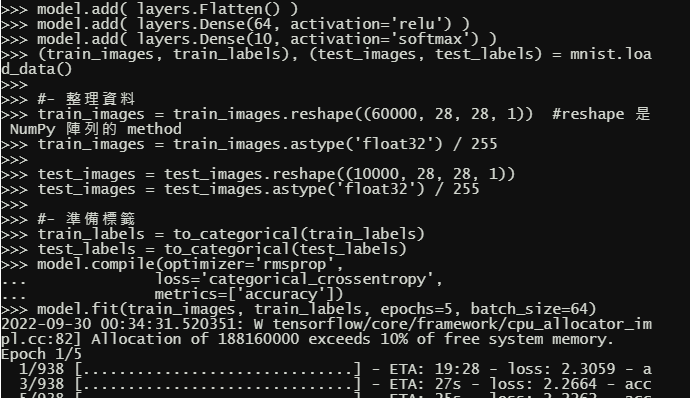 >>> model.add( layers.Flatten() )
>>> model.add( layers.Dense(64, activation='relu') )
>>> model.add( layers.Dense(10, activation='softmax') )
>>> (train_images, train_labels), (test_images, test_labels) = mnist.loa
d_data()
>>>
>>> #- 整理資料
>>> train_images = train_images.reshape((60000, 28, 28, 1))  #reshape 是
 NumPy 陣列的 method
>>> train_images = train_images.astype('float32') / 255
>>>
>>> test_images = test_images.reshape((10000, 28, 28, 1))
>>> test_images = test_images.astype('float32') / 255
>>>
>>> #- 準備標籤
>>> train_labels = to_categorical(train_labels)
>>> test_labels = to_categorical(test_labels)
>>> model.compile(optimizer='rmsprop',
...               loss='categorical_crossentropy',
...               metrics=['accuracy'])
>>> model.fit(train_images, train_labels, epochs=5, batch_size=64)
2022-09-30 00:34:31.520351: W tensorflow/core/framework/cpu_allocator_im
pl.cc:82] Allocation of 188160000 exceeds 10% of free system memory.
Epoch 1/5
  1/938 [..............................] - ETA: 19:28 - loss: 2.3059 - a
  3/938 [..............................] - ETA: 27s - loss: 2.2664 - acc